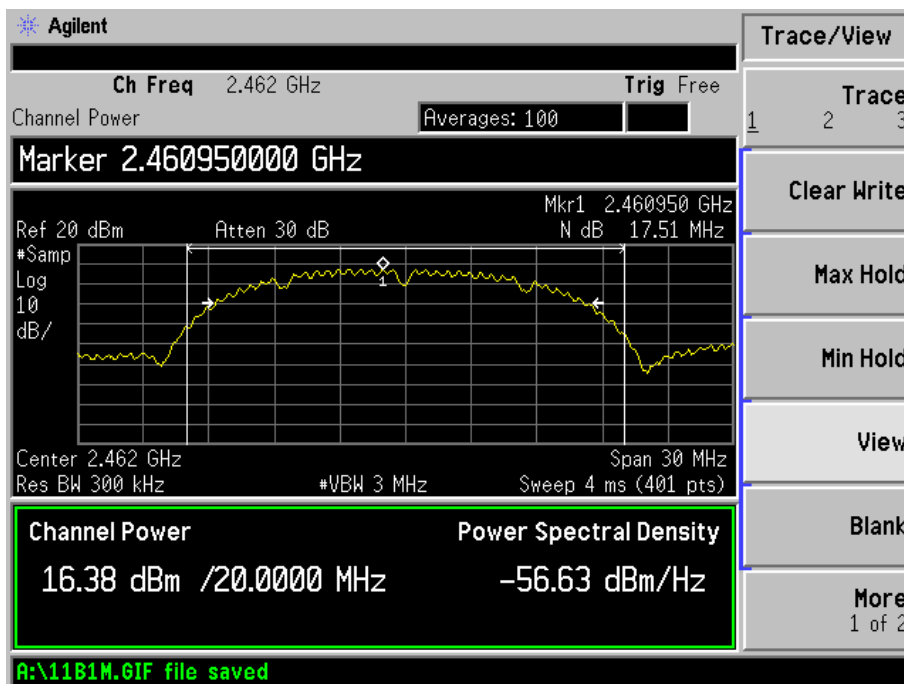 Agilent
Ch Freq 2.462 GHz Trig Free
Channel Power Averages: 100
Marker 2.460950000 GHz
Mkr1 2.460950 GHz
Ref 20 dBm Atten 30 dB N dB 17.51 MHz
#Samp
Log
10
dB/
1
Center 2.462 GHz Span 30 MHz
Res BW 300 kHz #VBW 3 MHz Sweep 4 ms (401 pts)
Channel Power Power Spectral Density
16.38 dBm /20.0000 MHz -56.63 dBm/Hz
A:\11B1M.GIF file saved
Trace/View
Trace
1 2 3
Clear Write
Max Hold
Min Hold
View
Blank
More
1 of 2